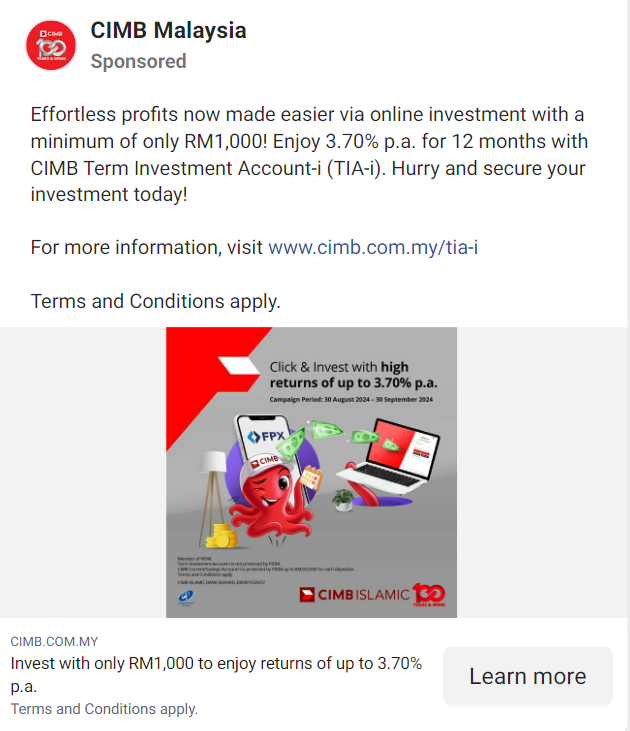 CIMB Malaysia
Sponsored
CIMB
100
YEARS & MORE
Effortless profits now made easier via online investment with a
minimum of only RM1,000! Enjoy 3.70% p.a. for 12 months with
CIMB Term Investment Account-i (TIA-i). Hurry and secure your
investment today!
For more information, visit www.cimb.com.my/tia-i
Terms and Conditions apply.
Click & Invest with high
returns of up to 3.70% p.a.
Campaign Period: 30 August 2024 – 30 September 2024
FPX
CIMB
Member of PIDM.
Term Investment Account-i is not protected by PIDM.
CIMB Current/Savings Account/-i is protected by PIDM up to RM250,000 for each depositor.
Terms and Conditions apply.
CIMB ISLAMIC BANK BERHAD
CIMB ISLAMIC 100
YEARS & MORE
CIMB.COM.MY
Invest with only RM1,000 to enjoy returns of up to 3.70%
p.a.
Terms and Conditions apply.
Learn more